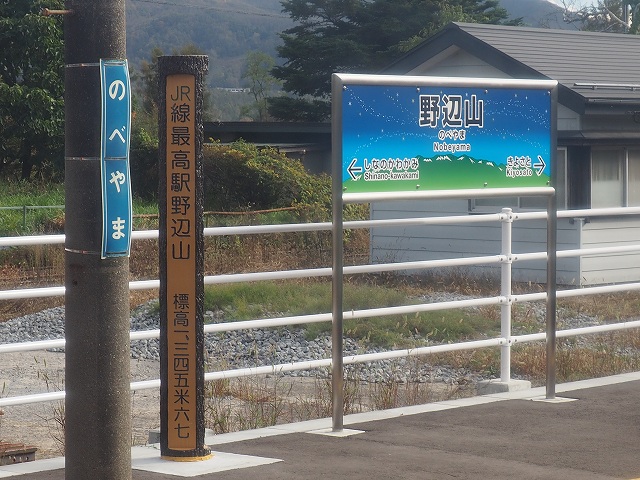 のべやま
JR線最高駅野辺山 標高一、三四五米六七
野辺山
のべやま
Nobeyama
しなのかわかみ
Shinano-kawakami
きよさと
Kiyosato